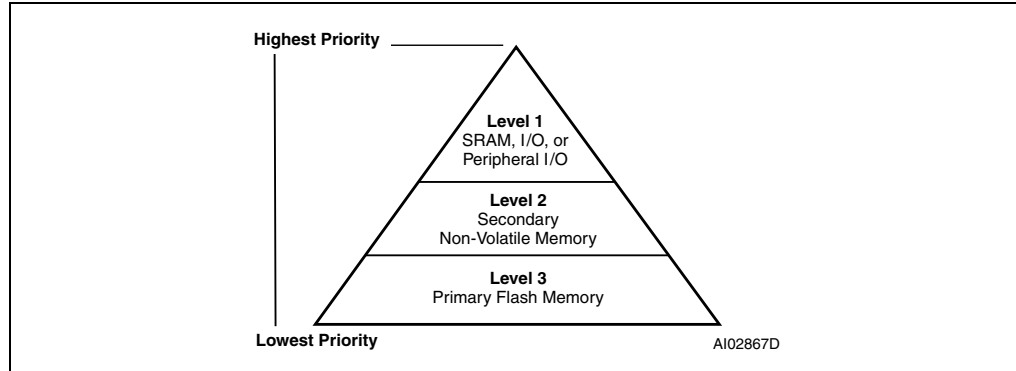 Highest Priority
Level 1
SRAM, I/O, or
Peripheral I/O
Level 2
Secondary
Non-Volatile Memory
Level 3
Primary Flash Memory
Lowest Priority
AI02867D